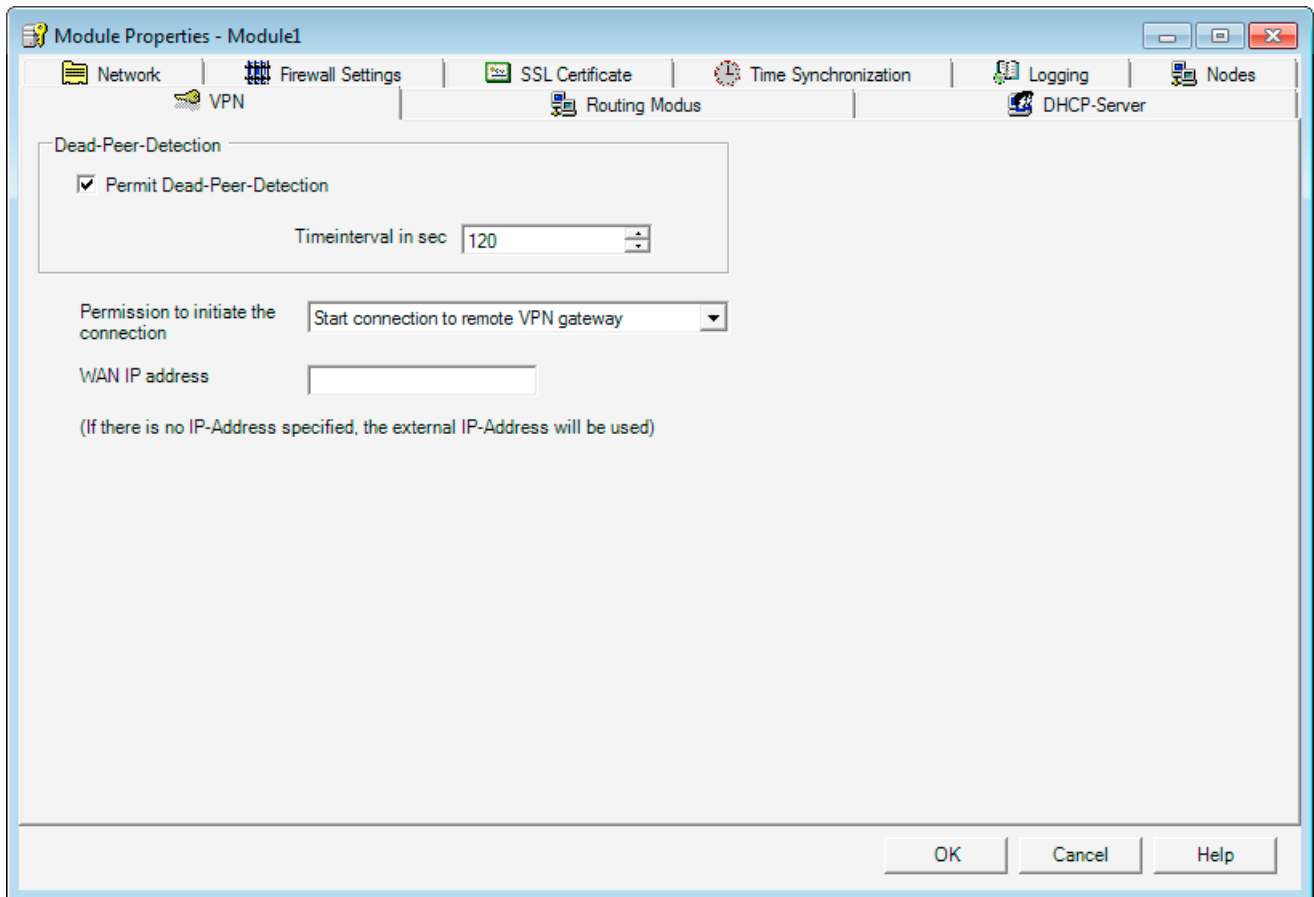 Module Properties - Module1
Network Firewall Settings SSL Certificate Time Synchronization Logging Nodes
VPN Routing Modus DHCP-Server
Dead-Peer-Detection
Permit Dead-Peer-Detection
Timeinterval in sec 120
Permission to initiate the
connection
Start connection to remote VPN gateway
WAN IP address
(If there is no IP-Address specified, the external IP-Address will be used)
OK Cancel Help